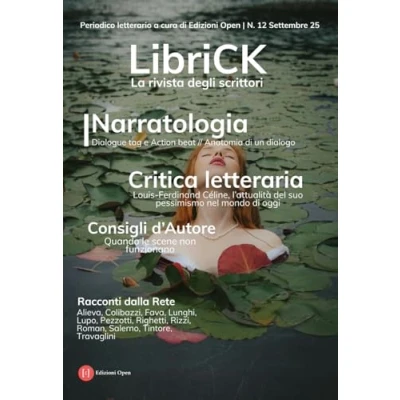 Periodico letterario a cura di Edizioni Open | N. 12 Settembre 25
LibriCK
La rivista degli scrittori
Narratologia
Dialogue tag e Action beat // Anatomia di un dialogo
Critica letteraria
Louis-Ferdinand Céline, l'attualità del suo
pessimismo nel mondo di oggi
Consigli d'Autore
Quando le scene non
funzionano
Racconti dalla Rete
Alieva, Colibazzi, Fava, Lunghi,
Lupo, Pezzotti, Righetti, Rizzi,
Roman, Salerno, Tintore,
Travaglini
Edizioni Open